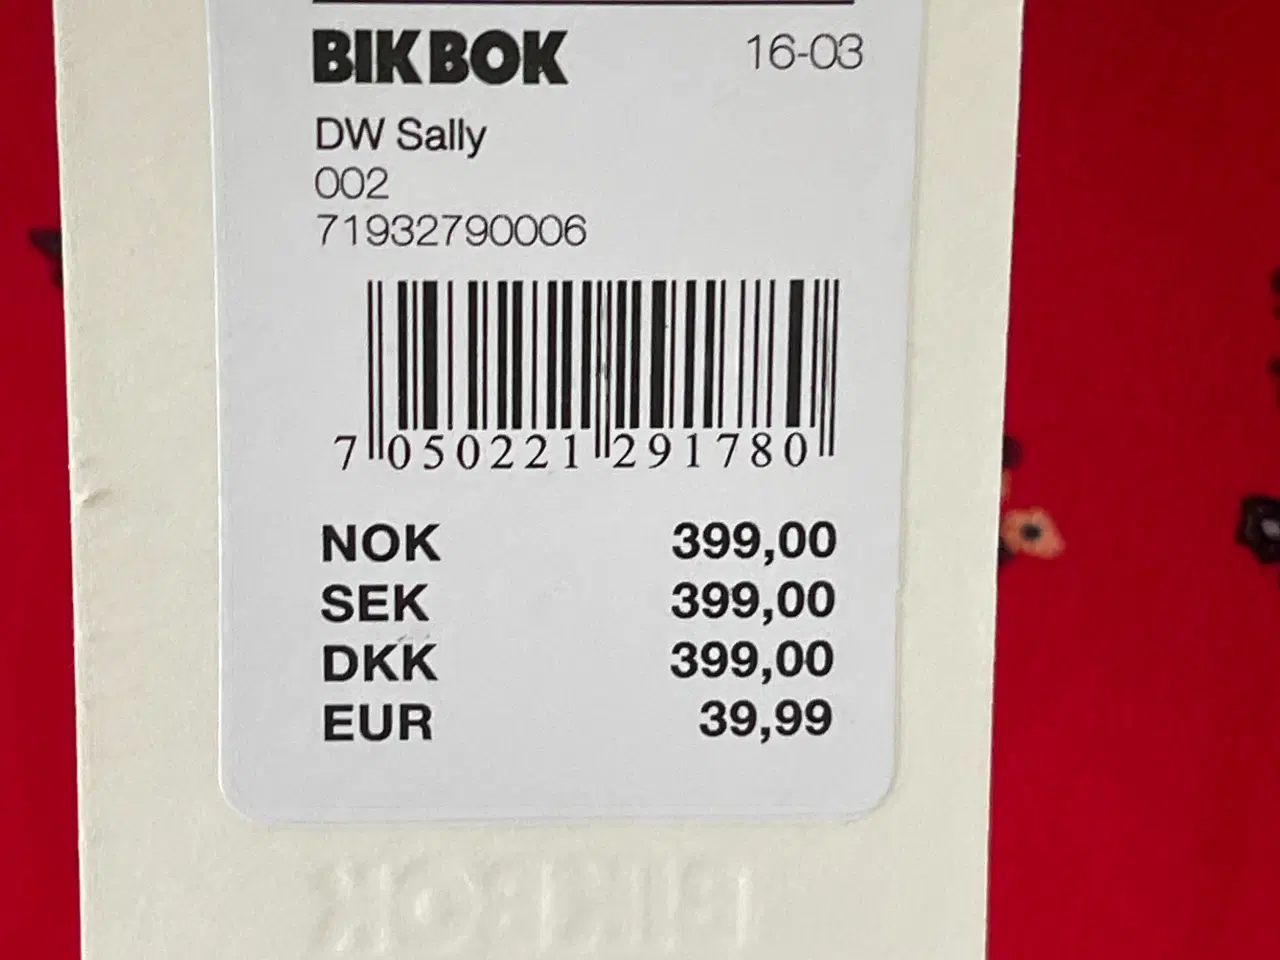 BIKBOK 16-03
DW Sally
002
71932790006
7 050221 291780
NOK 399,00
SEK 399,00
DKK 399,00
EUR 39,99
BIKBOK